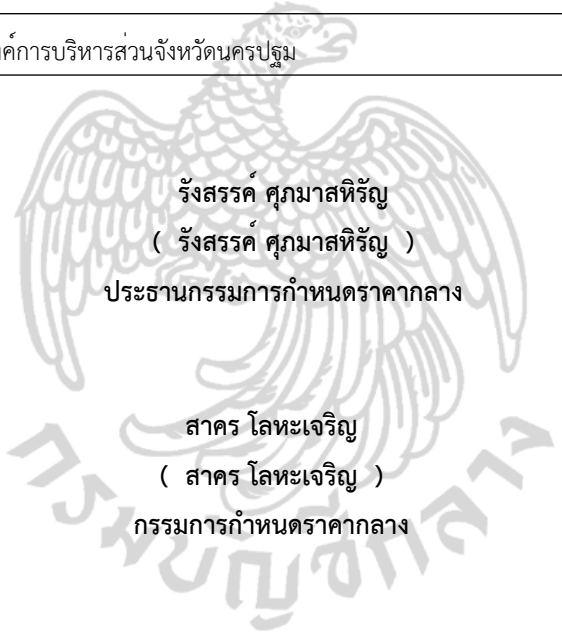 องค์การบริหารส่วนจังหวัดนครปฐม
รังสรรค์ ศุภมาสหิรัญ
( รังสรรค์ ศุภมาสหิรัญ )
ประธานกรรมการกำหนดราคากลาง
สาคร โลหะเจริญ
( สาคร โลหะเจริญ )
กรรมการกำหนดราคากลาง
กรมบัญชีกลาง